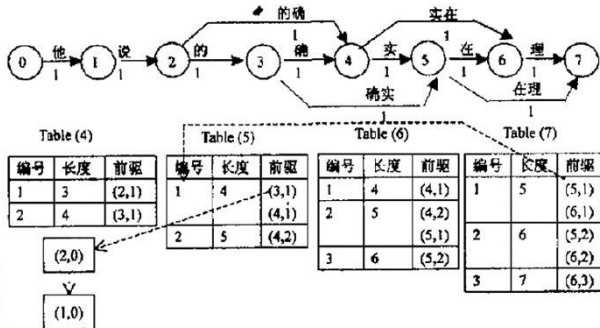 的确 实在
他 说 的 确 实 在 理
1 1
0 1 2 3 4 5 6 7
1 1 1 1 1 1 1
确实 在理
1 1
Table (4) Table (5) Table (6) Table (7)
编号 长度 前驱
1 3 (2,1)
2 4 (3,1)
编号 长度 前驱
1 4 (3,1)
(4,1)
2 5 (4,2)
编号 长度 前驱
1 4 (4,1)
2 5 (4,2)
(5,1)
3 6 (5,2)
编号 长度 前驱
1 5 (5,1)
(6,1)
2 6 (5,2)
(6,2)
3 7 (6,3)
(2,0)
(1,0)